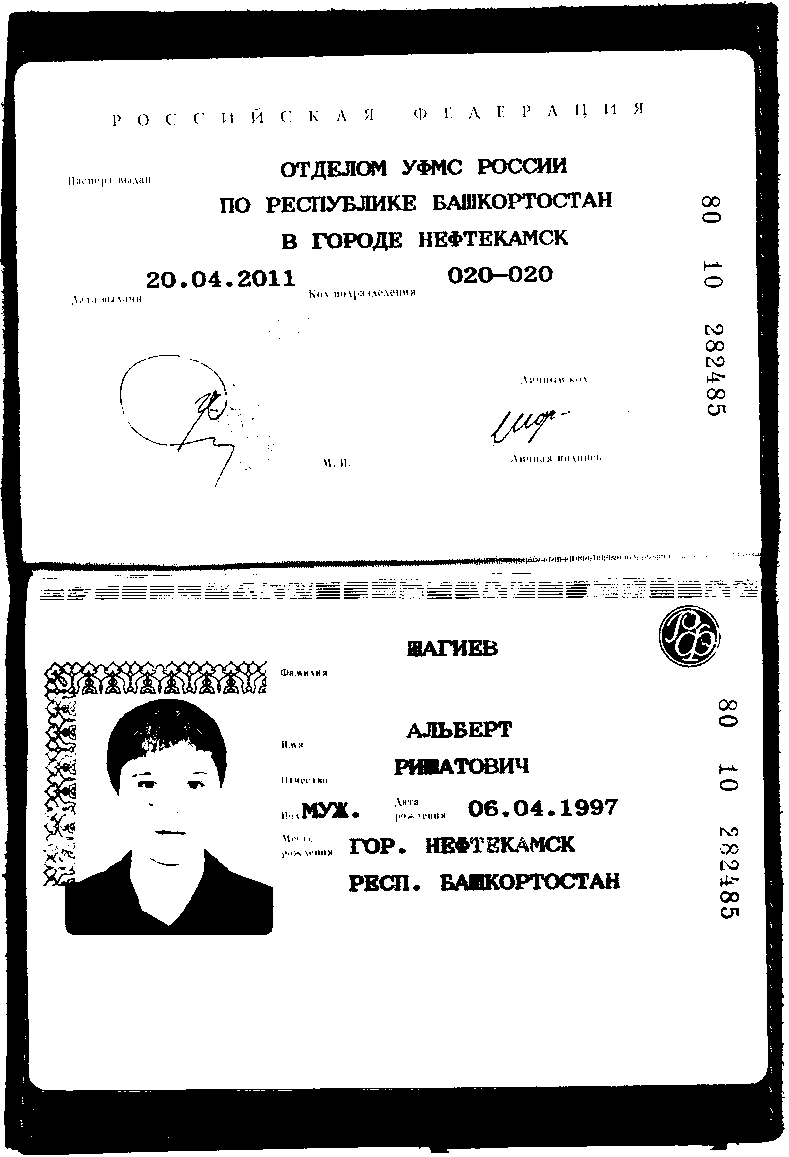 РОССИЙСКАЯ ФЕДЕРАЦИЯ
Паспорт выдан
ОТДЕЛОМ УФМС РОССИИ
ПО РЕСПУБЛИКЕ БАШКОРТОСТАН
В ГОРОДЕ НЕФТЕКАМСК
20.04.2011 020-020
Дата выдачи Код подразделения
Личный код
Личная подпись
М.П.
80 10 282485
ШАГИЕВ
Фамилия
АЛЬБЕРТ
Имя
РИШАТОВИЧ
Отчество
Пол МУЖ. Дата рождения 06.04.1997
Место рождения ГОР. НЕФТЕКАМСК
РЕСП. БАШКОРТОСТАН
80 10 282485